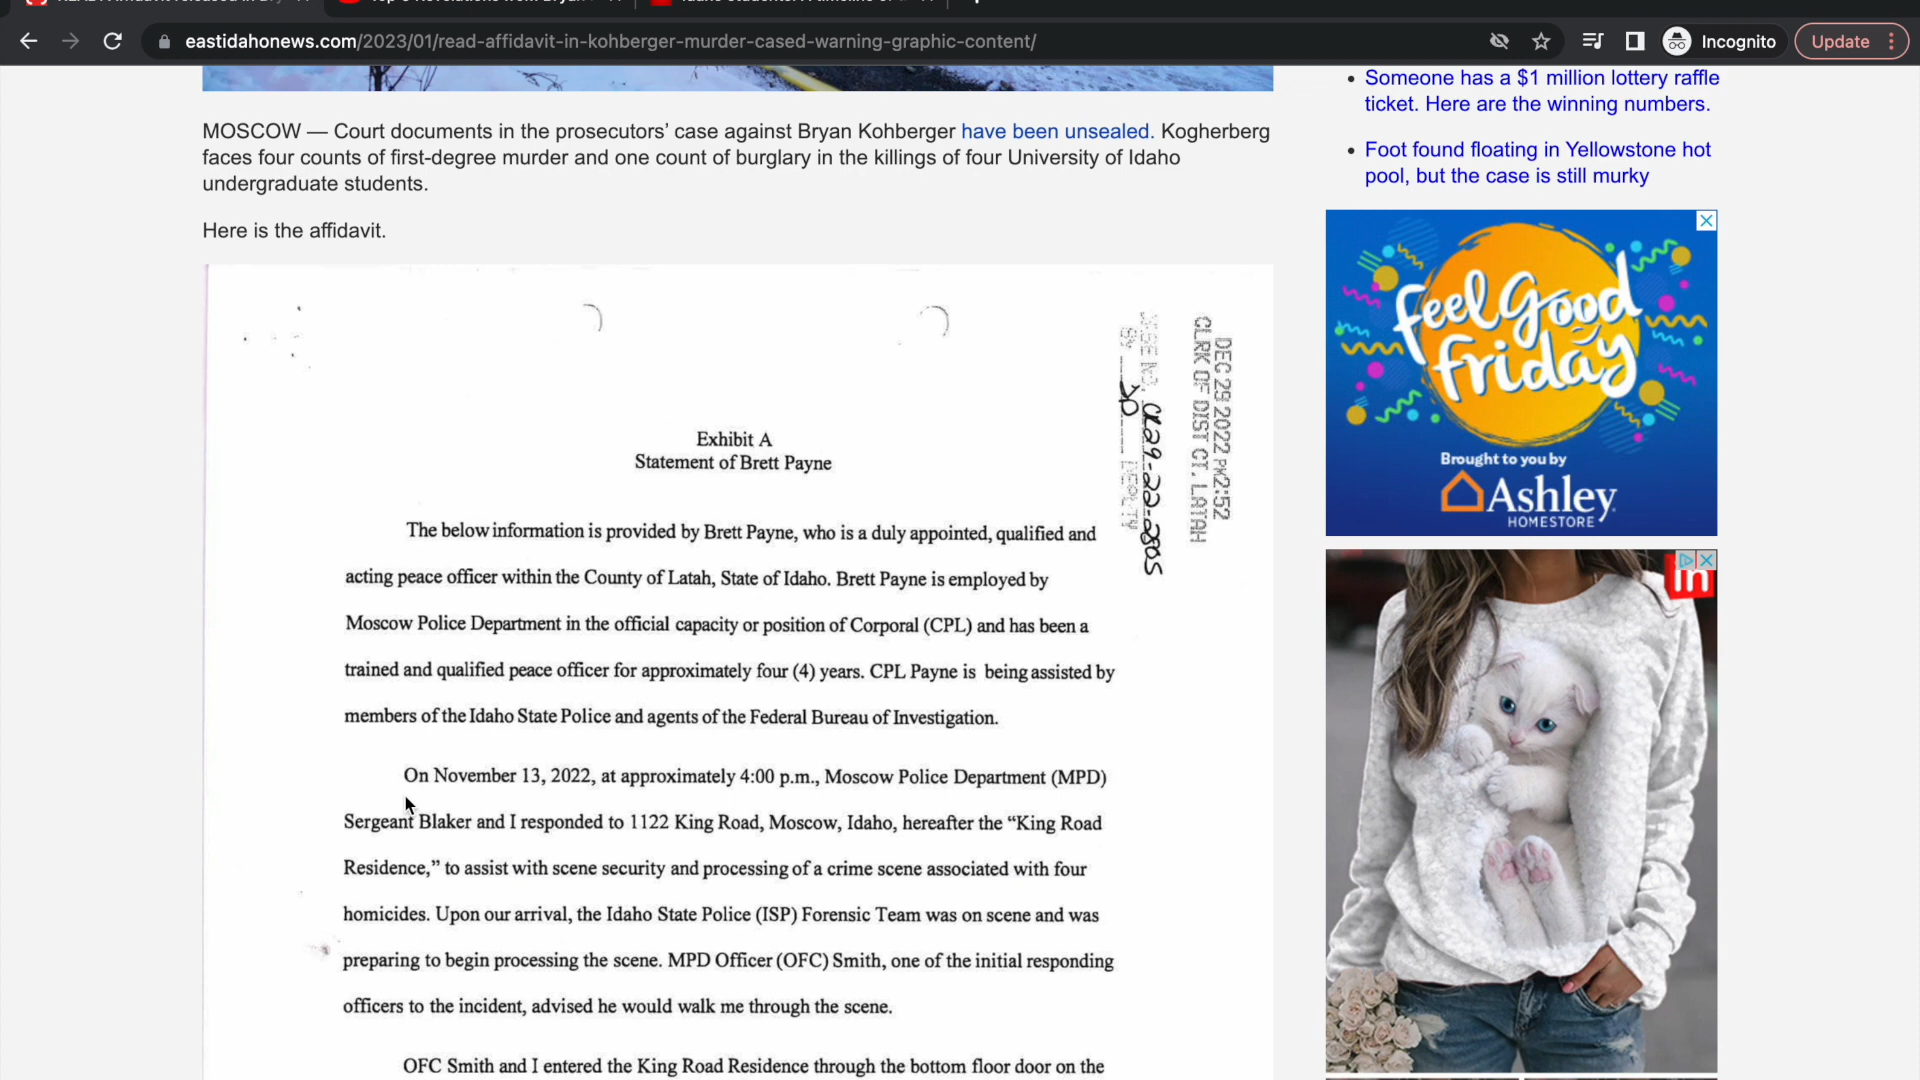 eastidahonews.com/2023/01/read-affidavit-in-kohberger-murder-cased-warning-graphic-content/
Incognito
Update
MOSCOW — Court documents in the prosecutors’ case against Bryan Kohberger have been unsealed. Kogherberg
faces four counts of first-degree murder and one count of burglary in the killings of four University of Idaho
undergraduate students.
Here is the affidavit.
DEC 29 2022 PM2:52
CLRK OF DIST CT. LATAH
CASE NO. CR29-22-2805
BY DEPUTY
Exhibit A
Statement of Brett Payne
The below information is provided by Brett Payne, who is a duly appointed, qualified and
acting peace officer within the County of Latah, State of Idaho. Brett Payne is employed by
Moscow Police Department in the official capacity or position of Corporal (CPL) and has been a
trained and qualified peace officer for approximately four (4) years. CPL Payne is being assisted by
members of the Idaho State Police and agents of the Federal Bureau of Investigation.
On November 13, 2022, at approximately 4:00 p.m., Moscow Police Department (MPD)
Sergeant Blaker and I responded to 1122 King Road, Moscow, Idaho, hereafter the “King Road
Residence,” to assist with scene security and processing of a crime scene associated with four
homicides. Upon our arrival, the Idaho State Police (ISP) Forensic Team was on scene and was
preparing to begin processing the scene. MPD Officer (OFC) Smith, one of the initial responding
officers to the incident, advised he would walk me through the scene.
OFC Smith and I entered the King Road Residence through the bottom floor door on the
Someone has a $1 million lottery raffle
ticket. Here are the winning numbers.
Foot found floating in Yellowstone hot
pool, but the case is still murky
Feel Good
Friday
Brought to you by
Ashley
HOMESTORE
in